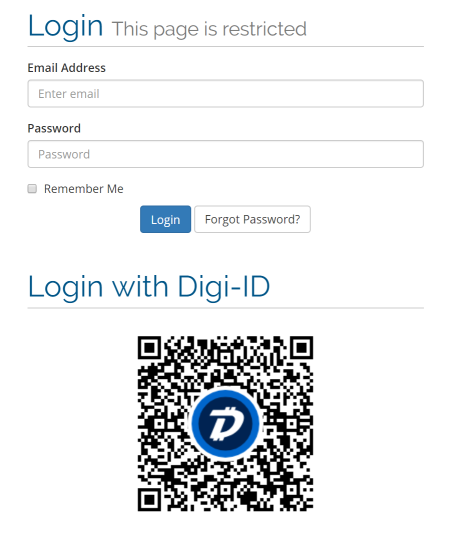 Login This page is restricted
Email Address
Enter email
Password
Password
Remember Me
Login Forgot Password?
Login with Digi-ID